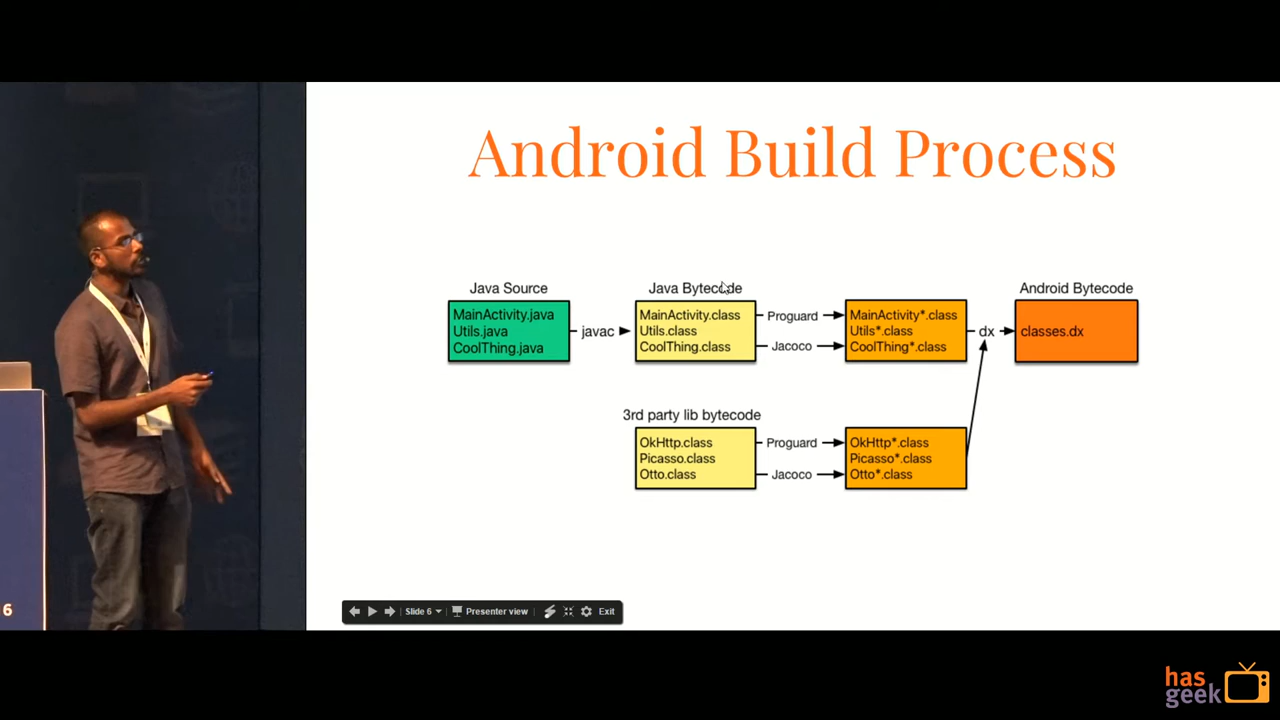 Android Build Process
Java Source
MainActivity.java
Utils.java
CoolThing.java
javac
Java Bytecode
MainActivity.class
Utils.class
CoolThing.class
Proguard
Jacoco
MainActivity*.class
Utils*.class
CoolThing*.class
dx
Android Bytecode
classes.dx
3rd party lib bytecode
OkHttp.class
Picasso.class
Otto.class
Proguard
Jacoco
OkHttp*.class
Picasso*.class
Otto*.class
Slide 6
Presenter view
Exit
6
has
geek